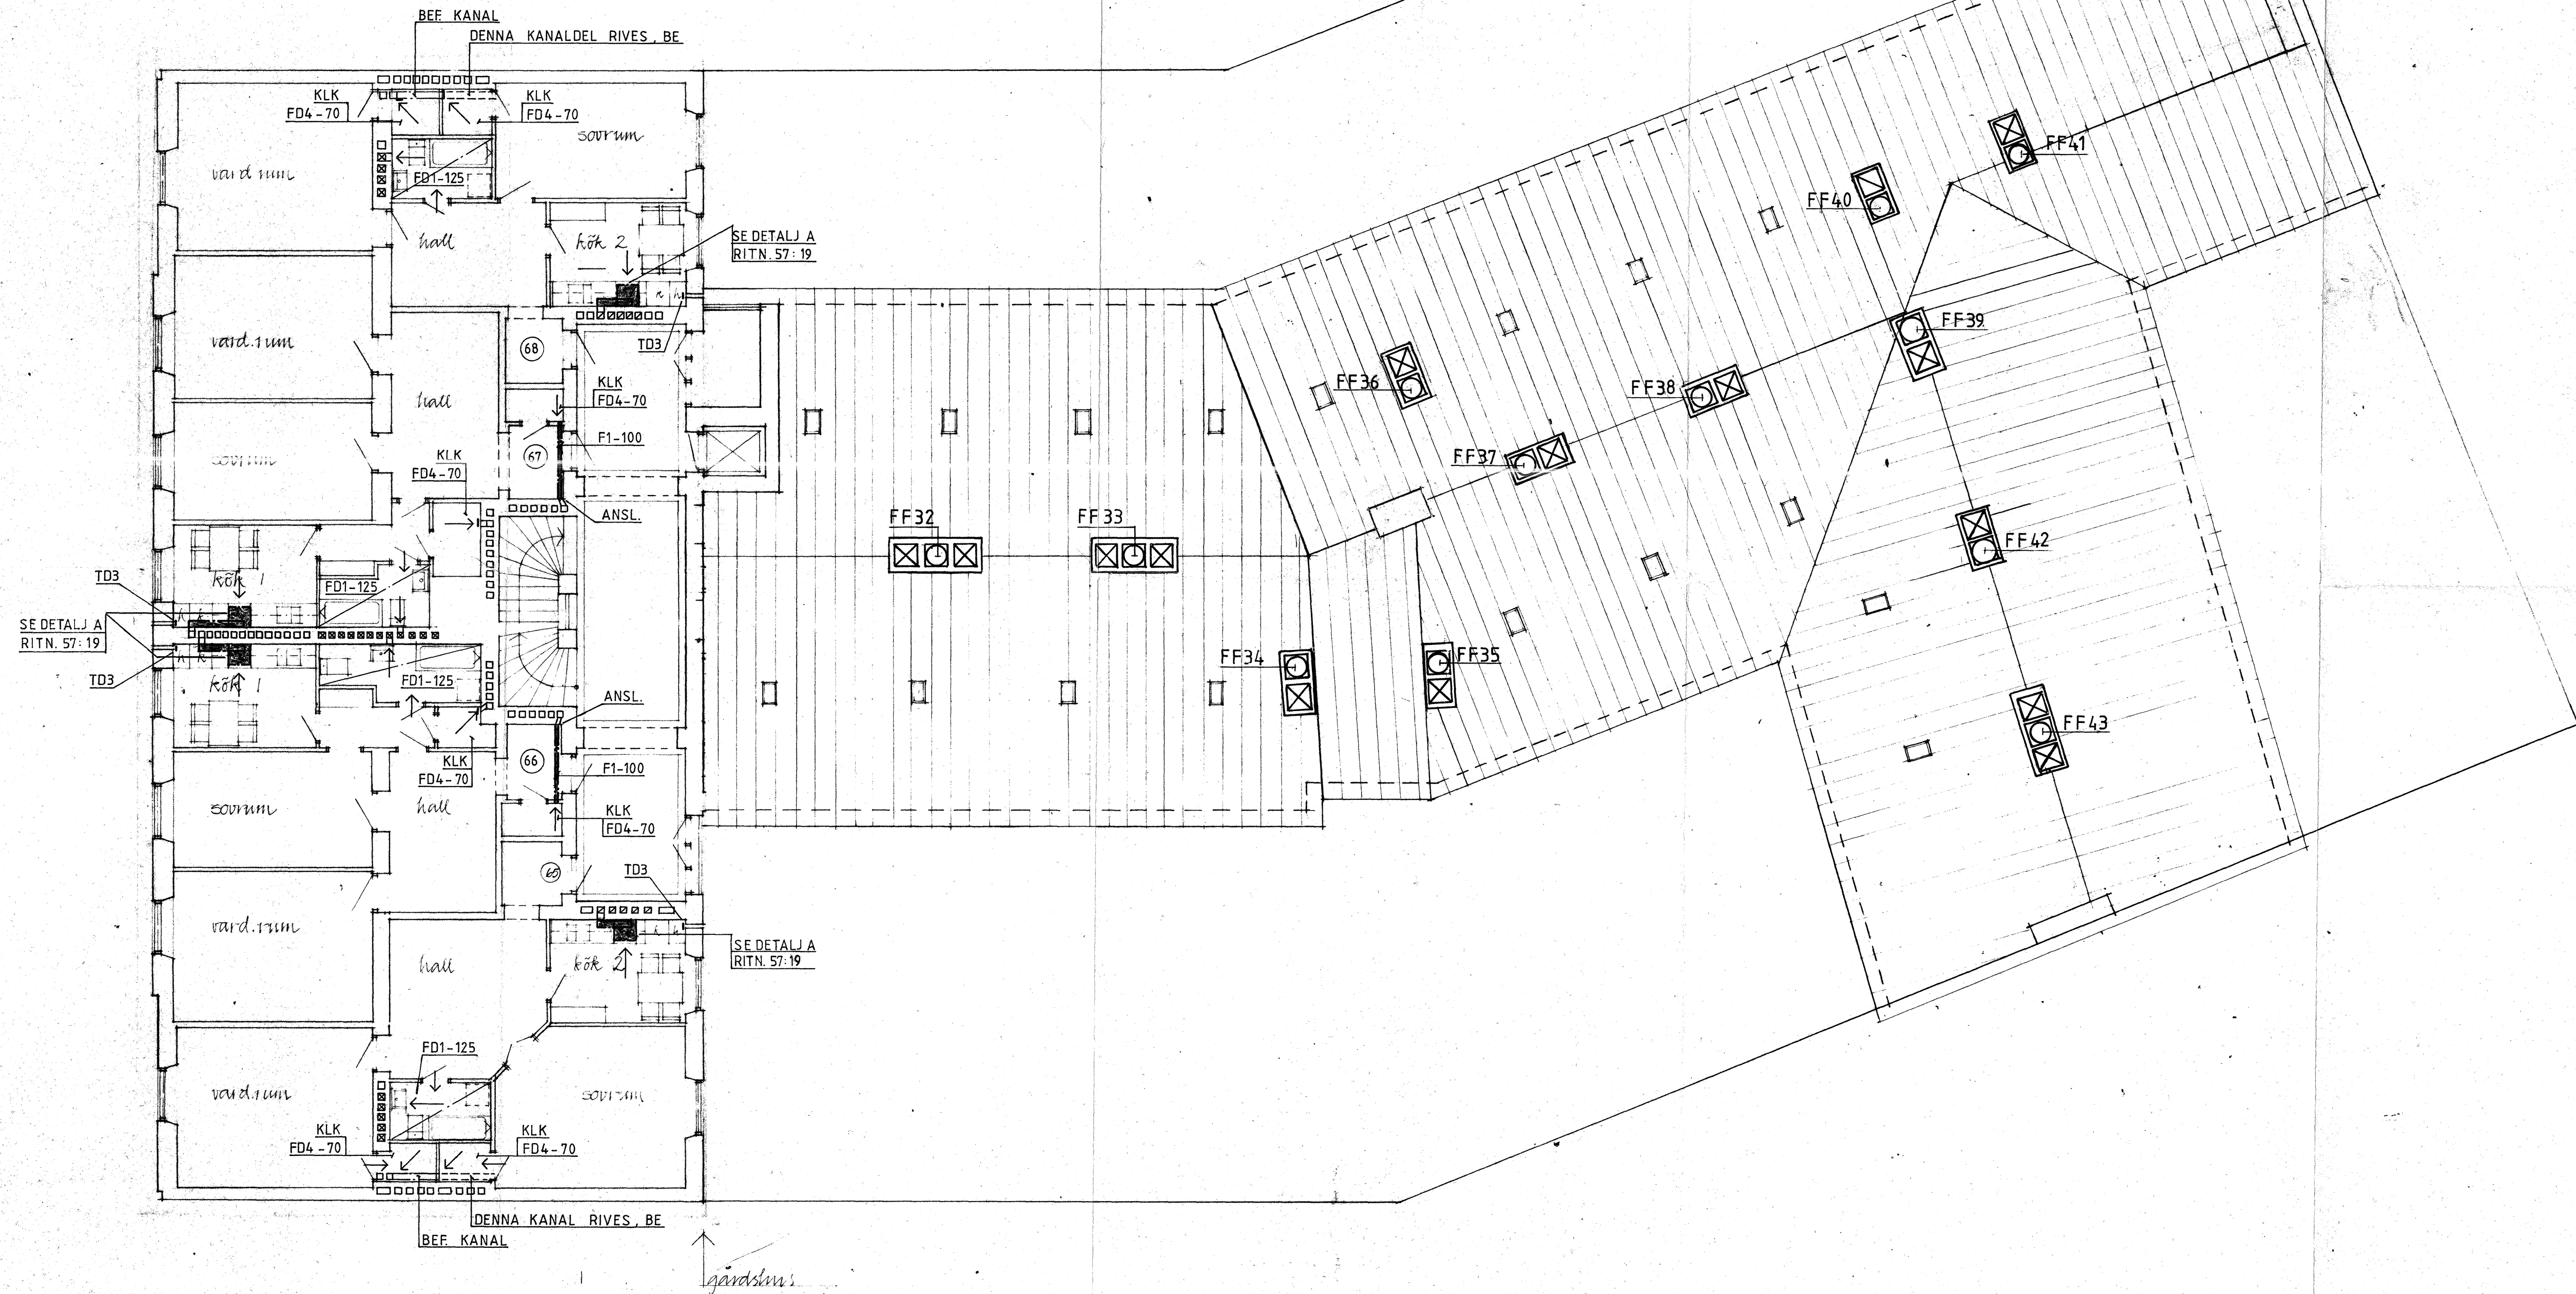 BEF. KANAL
DENNA KANALDEL RIVES, BE
KLK
FD4-70
KLK
FD4-70
sovrum
vard.rum
FD1-125
hall
kök 2
SE DETALJ A
RITN. 57:19
vard.rum
68
TD3
KLK
FD4-70
hall
F1-100
67
KLK
FD4-70
sovrum
ANSL.
kök 1
TD3
FD1-125
SE DETALJ A
RITN. 57:19
TD3
kök 1
FD1-125
ANSL.
66
F1-100
KLK
FD4-70
sovrum
hall
KLK
FD4-70
65
TD3
vard.rum
hall
kök 2
SE DETALJ A
RITN. 57:19
FD1-125
vard.rum
sovrum
KLK
FD4-70
KLK
FD4-70
DENNA KANAL RIVES, BE
BEF. KANAL
gårdshus
FF32
FF33
FF34
FF35
FF36
FF37
FF38
FF39
FF40
FF41
FF42
FF43